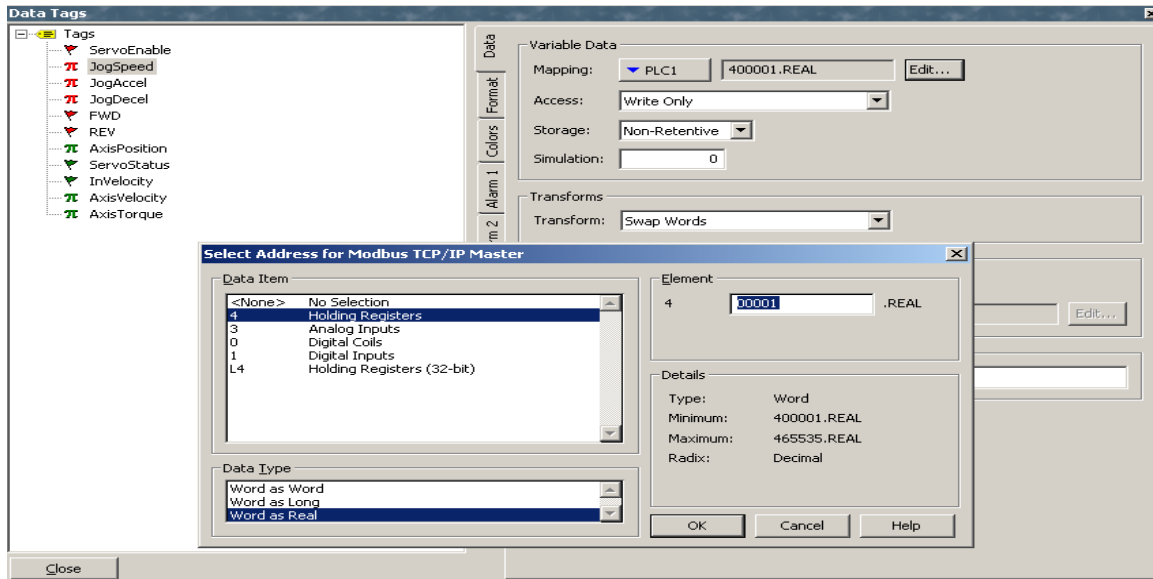 Data Tags
Tags
ServoEnable
JogSpeed
JogAccel
JogDecel
FWD
REV
AxisPosition
ServoStatus
InVelocity
AxisVelocity
AxisTorque
Close
Data
Format
Colors
Alarm 1
m 2
Variable Data
Mapping: PLC1 400001.REAL Edit...
Access: Write Only
Storage: Non-Retentive
Simulation: 0
Transforms
Transform: Swap Words
Edit...
Select Address for Modbus TCP/IP Master
Data Item
<None> No Selection
4 Holding Registers
3 Analog Inputs
0 Digital Coils
1 Digital Inputs
L4 Holding Registers (32-bit)
Data Type
Word as Word
Word as Long
Word as Real
Element
4 00001 .REAL
Details
Type: Word
Minimum: 400001.REAL
Maximum: 465535.REAL
Radix: Decimal
OK Cancel Help